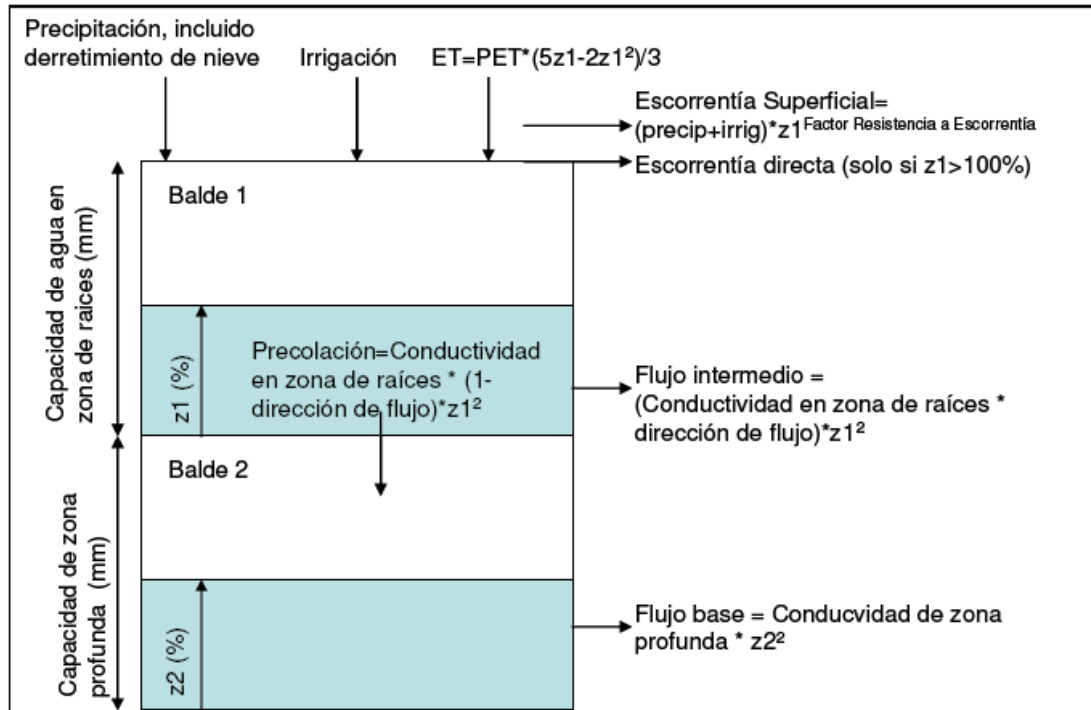 Precipitación, incluido
derretimiento de nieve
Irrigación
ET=PET*(5z1-2z1²)/3
Escorrentía Superficial=
(precip+irrig)*z1^Factor Resistencia a Escorrentía
Escorrentía directa (solo si z1>100%)
Balde 1
Capacidad de agua en
zona de raices (mm)
z1 (%)
Precolación=Conductividad
en zona de raíces * (1-
dirección de flujo)*z1²
Flujo intermedio =
(Conductividad en zona de raíces *
dirección de flujo)*z1²
Balde 2
Capacidad de zona
profunda (mm)
z2 (%)
Flujo base = Conducvidad de zona
profunda * z2²